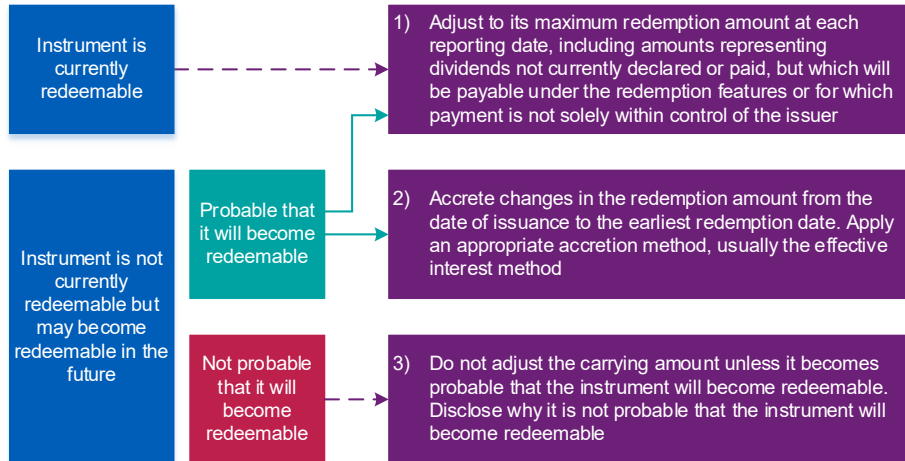 Instrument is
currently
redeemable
1) Adjust to its maximum redemption amount at each
reporting date, including amounts representing
dividends not currently declared or paid, but which will
be payable under the redemption features or for which
payment is not solely within control of the issuer
Instrument is not
currently
redeemable but
may become
redeemable in the
future
Probable that
it will become
redeemable
2) Accrete changes in the redemption amount from the
date of issuance to the earliest redemption date. Apply
an appropriate accretion method, usually the effective
interest method
Not probable
that it will
become
redeemable
3) Do not adjust the carrying amount unless it becomes
probable that the instrument will become redeemable.
Disclose why it is not probable that the instrument will
become redeemable